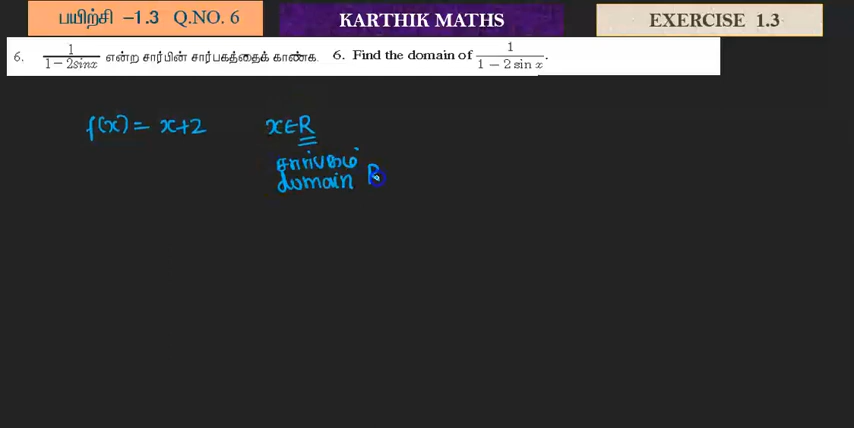 பயிற்சி –1.3 Q.NO. 6
KARTHIK MATHS
EXERCISE 1.3
6. 1/(1−2sinx) என்ற சார்பின் சார்பகத்தைக் காண்க. 6. Find the domain of 1/(1 − 2 sin x).
f(x) = x+2 x∈R
சார்பகம்
domain R